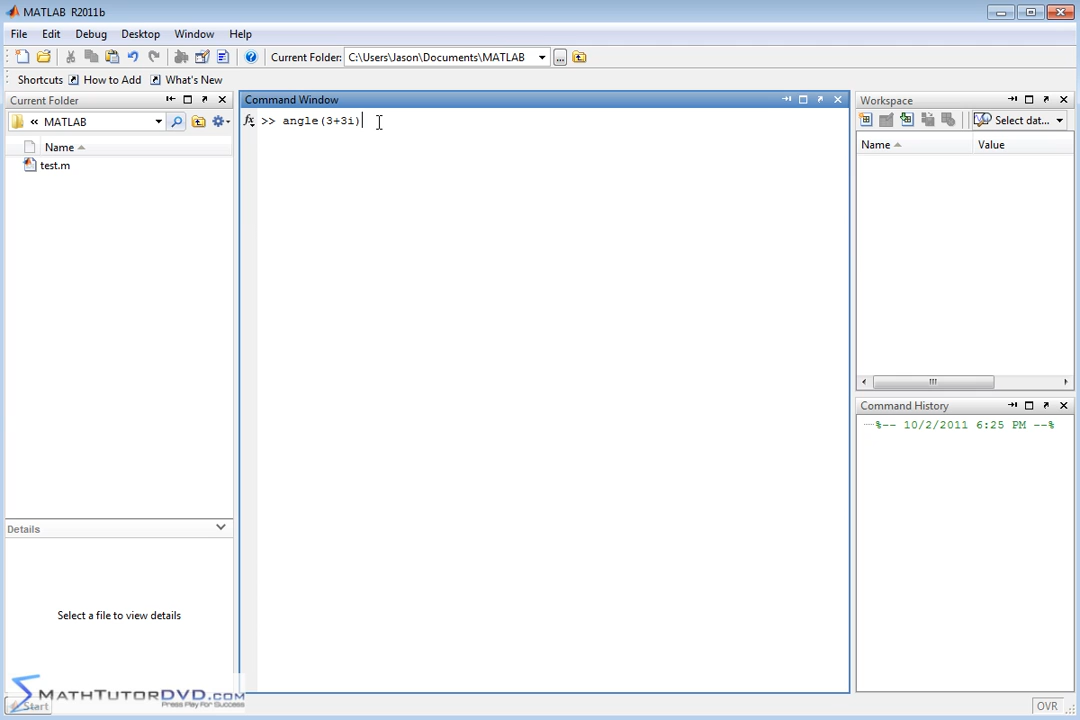 MATLAB R2011b
File Edit Debug Desktop Window Help
Current Folder: C:\Users\Jason\Documents\MATLAB ...
Shortcuts How to Add What's New
Current Folder
« MATLAB
Name
test.m
Details
Select a file to view details
Command Window
fx >> angle(3+3i)
Workspace
Select dat...
Name Value
Command History
%-- 10/2/2011 6:25 PM --%
MATHTUTORDVD.COM
Press Play For Success
Start
OVR